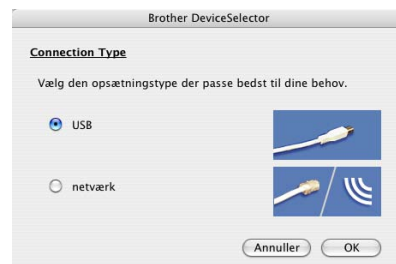 Brother DeviceSelector
Connection Type
Vælg den opsætningstype der passe bedst til dine behov.
USB
netværk
Annuller
OK